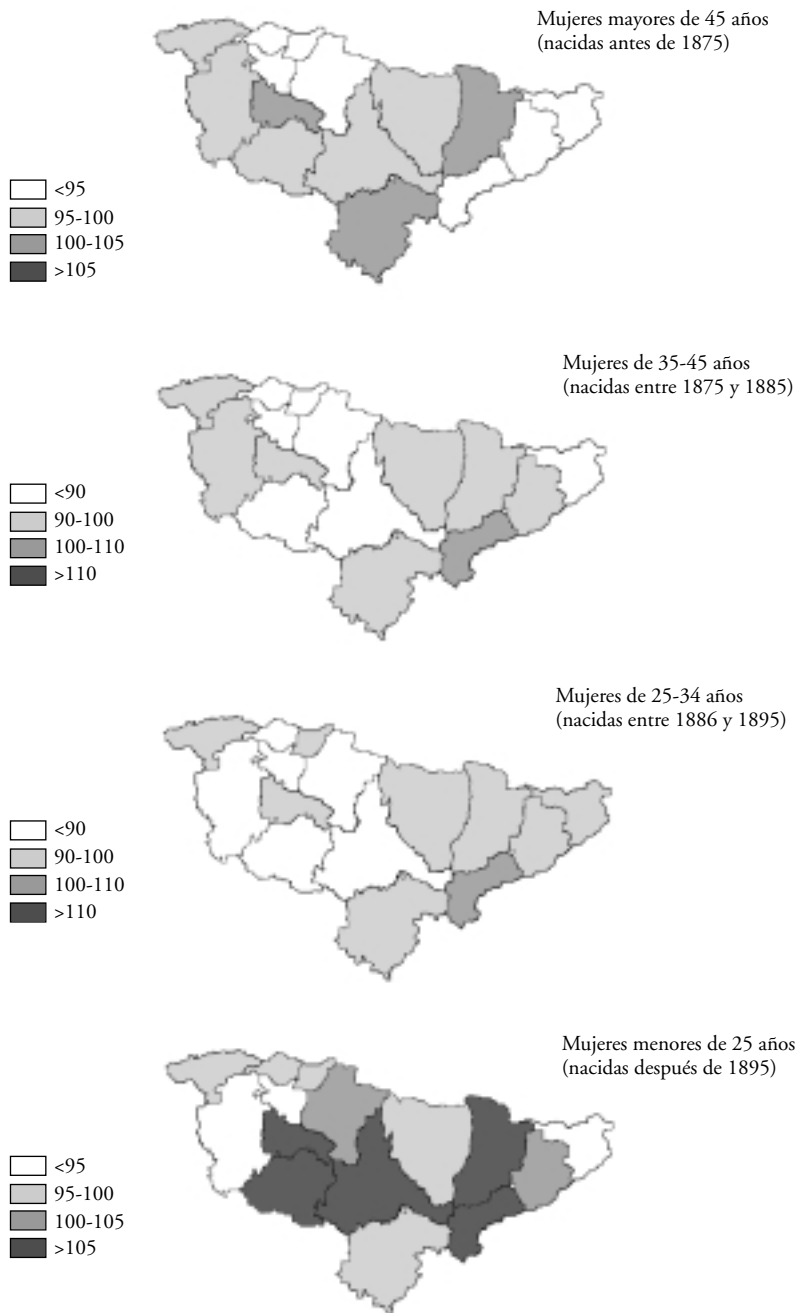 Mujeres mayores de 45 años
(nacidas antes de 1875)
<95
95-100
100-105
>105
Mujeres de 35-45 años
(nacidas entre 1875 y 1885)
<90
90-100
100-110
>110
Mujeres de 25-34 años
(nacidas entre 1886 y 1895)
<90
90-100
100-110
>110
Mujeres menores de 25 años
(nacidas después de 1895)
<95
95-100
100-105
>105